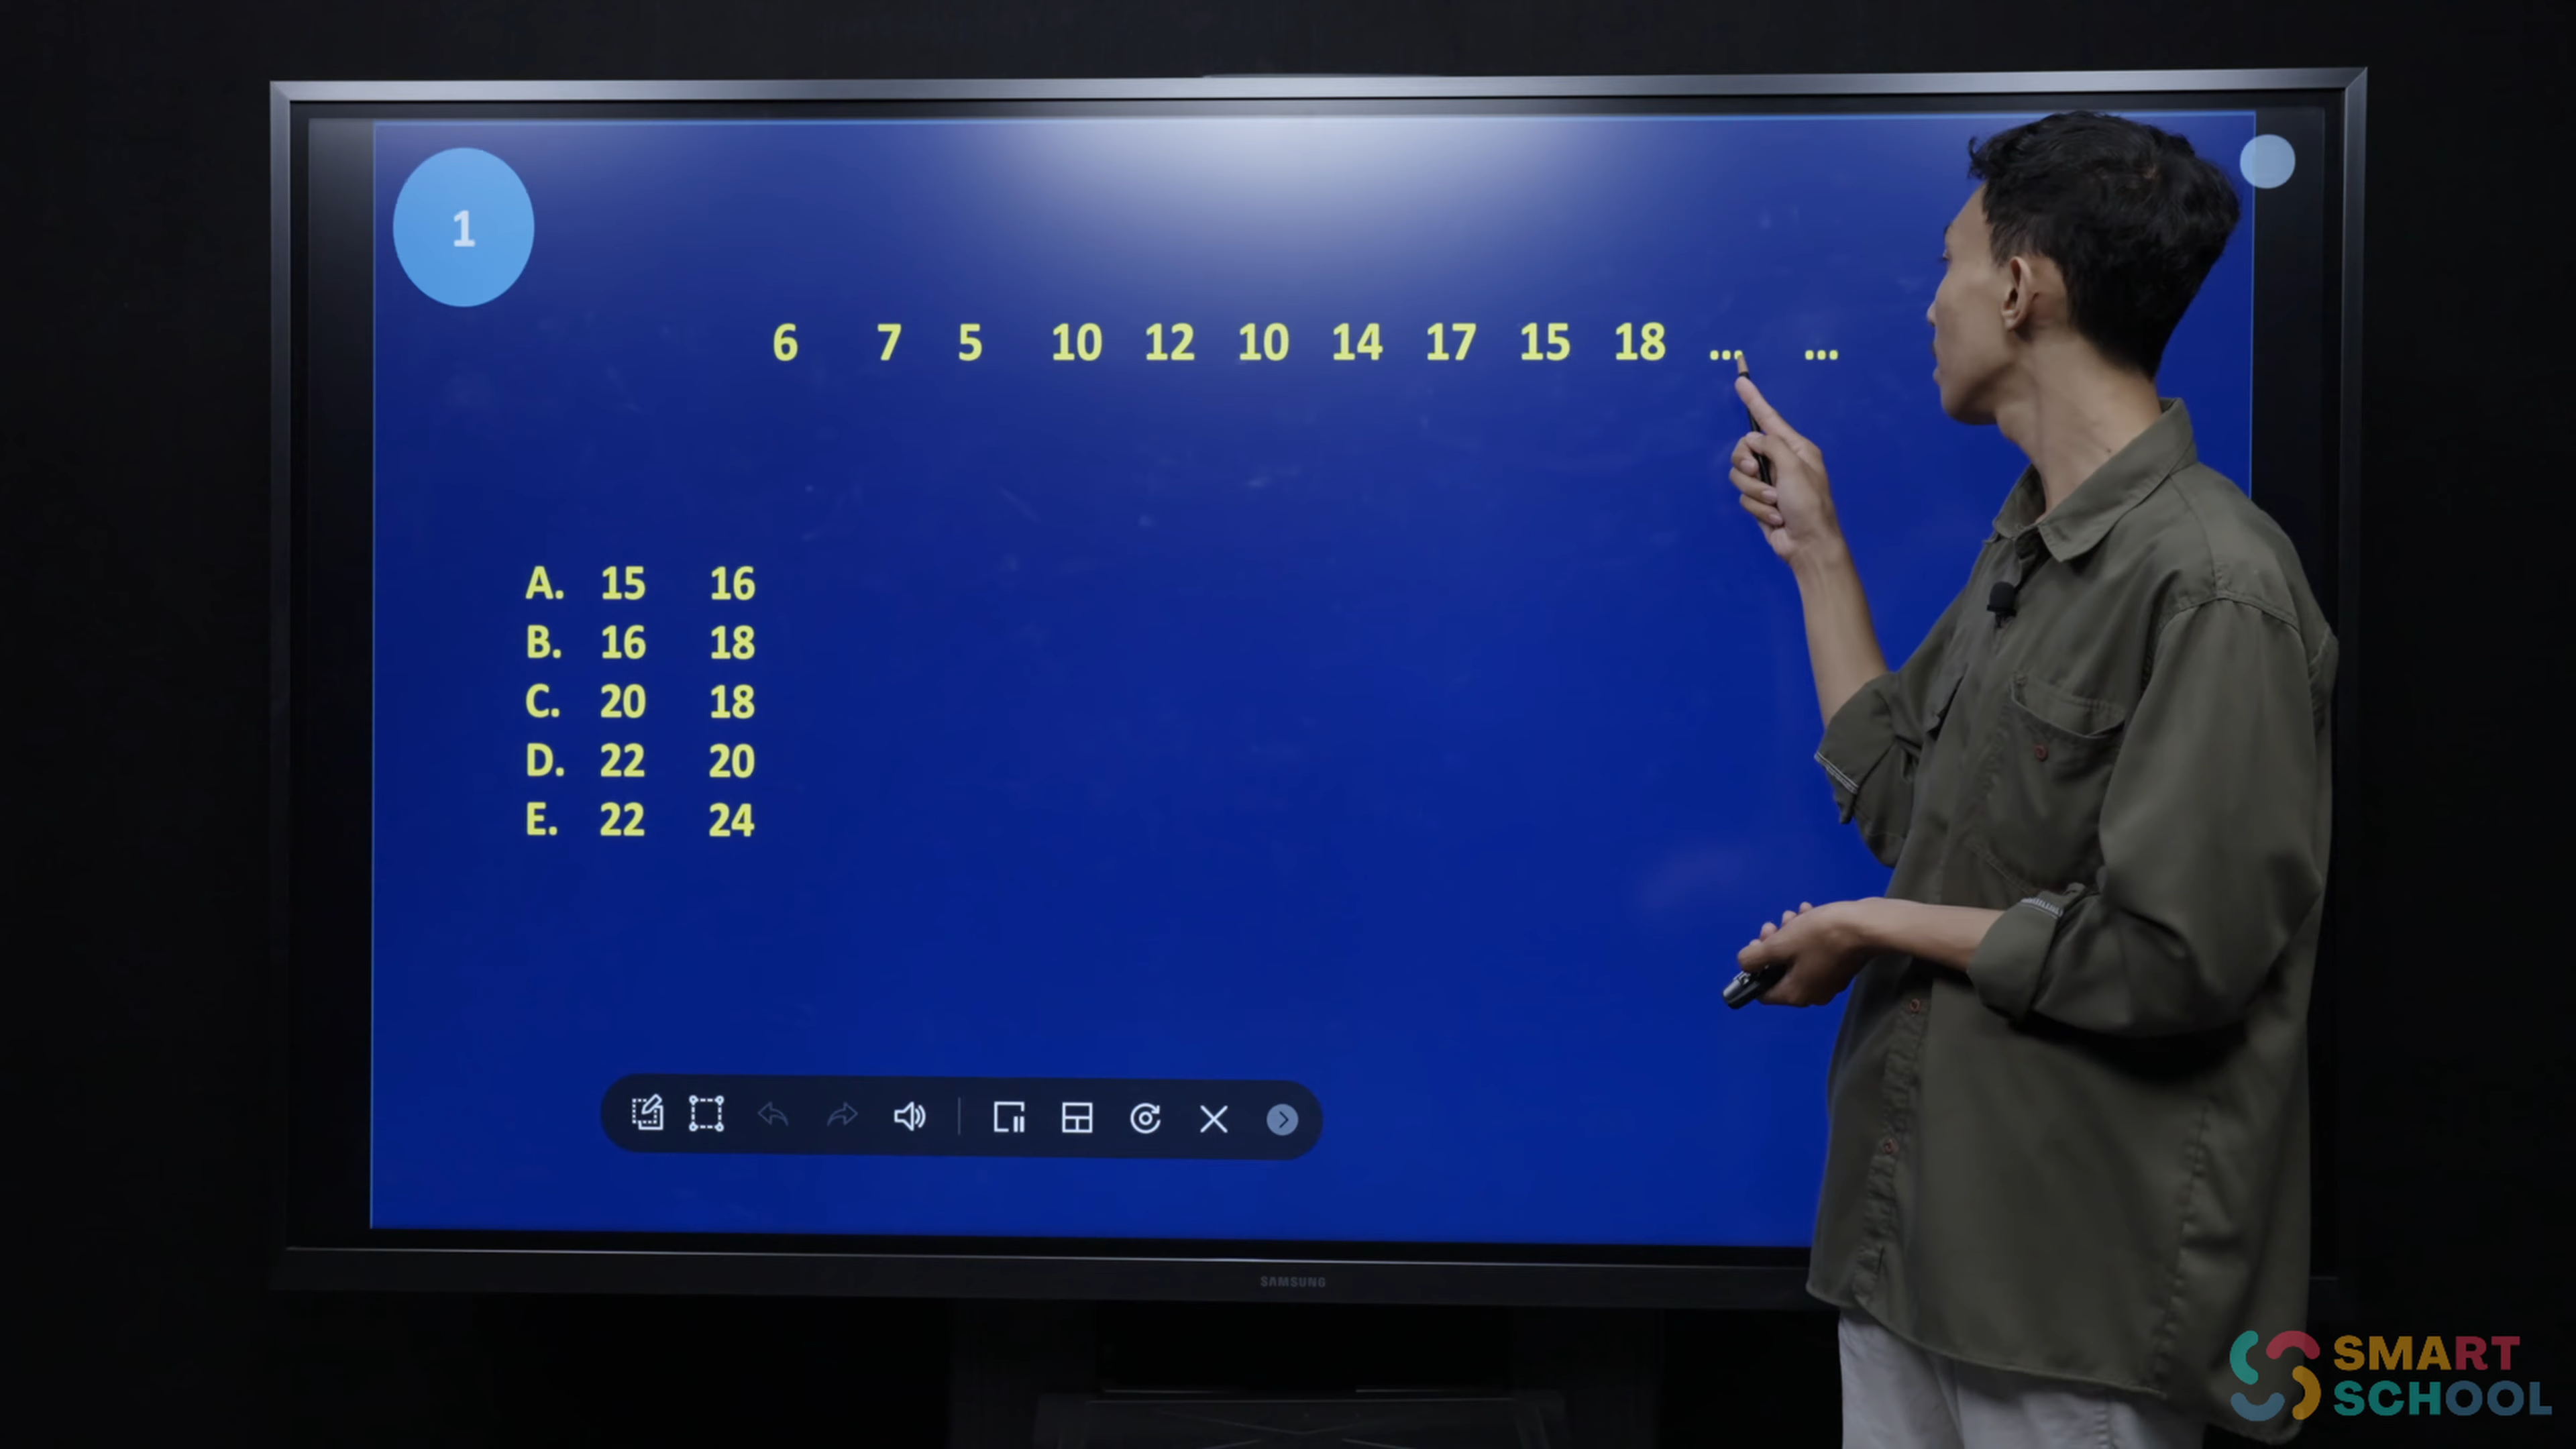 1
6 7 5 10 12 10 14 17 15 18 ... ...
A. 15 16
B. 16 18
C. 20 18
D. 22 20
E. 22 24
SAMSUNG
SMART
SCHOOL